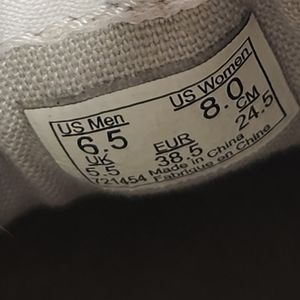 US Men US Women
6.5 8.0
UK EUR CM
5.5 38.5 24.5
721454 Made in China
Fabriqué en China